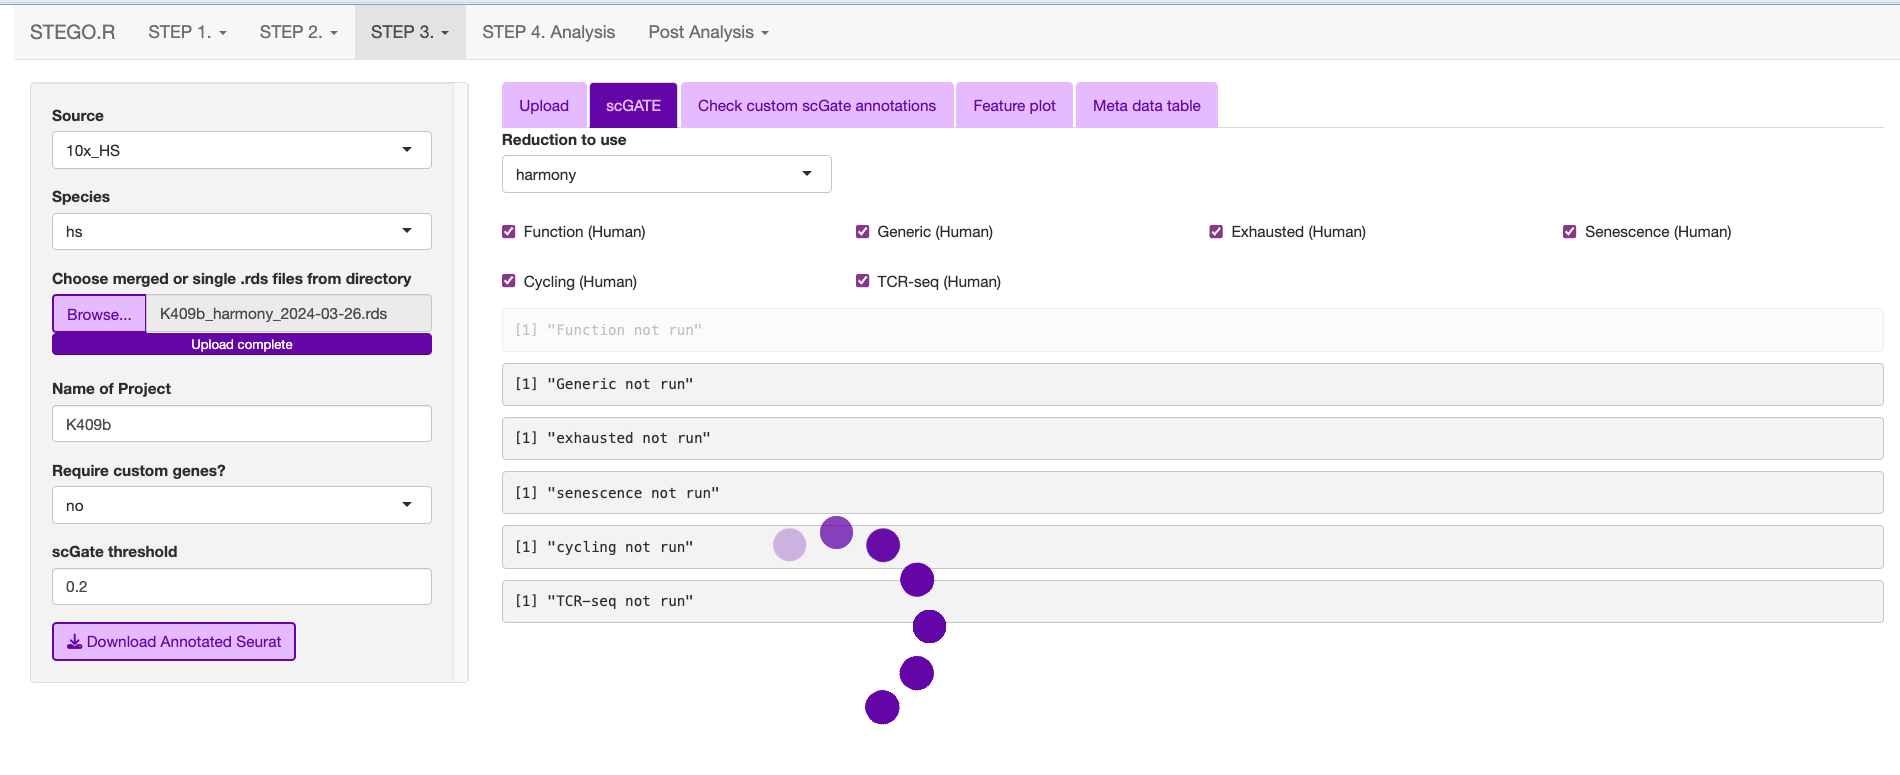 STEGO.R STEP 1. STEP 2. STEP 3. STEP 4. Analysis Post Analysis
Source
10x_HS
Species
hs
Choose merged or single .rds files from directory
Browse... K409b_harmony_2024-03-26.rds
Upload complete
Name of Project
K409b
Require custom genes?
no
scGate threshold
0.2
Download Annotated Seurat
Upload scGATE Check custom scGate annotations Feature plot Meta data table
Reduction to use
harmony
Function (Human) Generic (Human) Exhausted (Human) Senescence (Human)
Cycling (Human) TCR-seq (Human)
[1] "Function not run"
[1] "Generic not run"
[1] "exhausted not run"
[1] "senescence not run"
[1] "cycling not run"
[1] "TCR-seq not run"